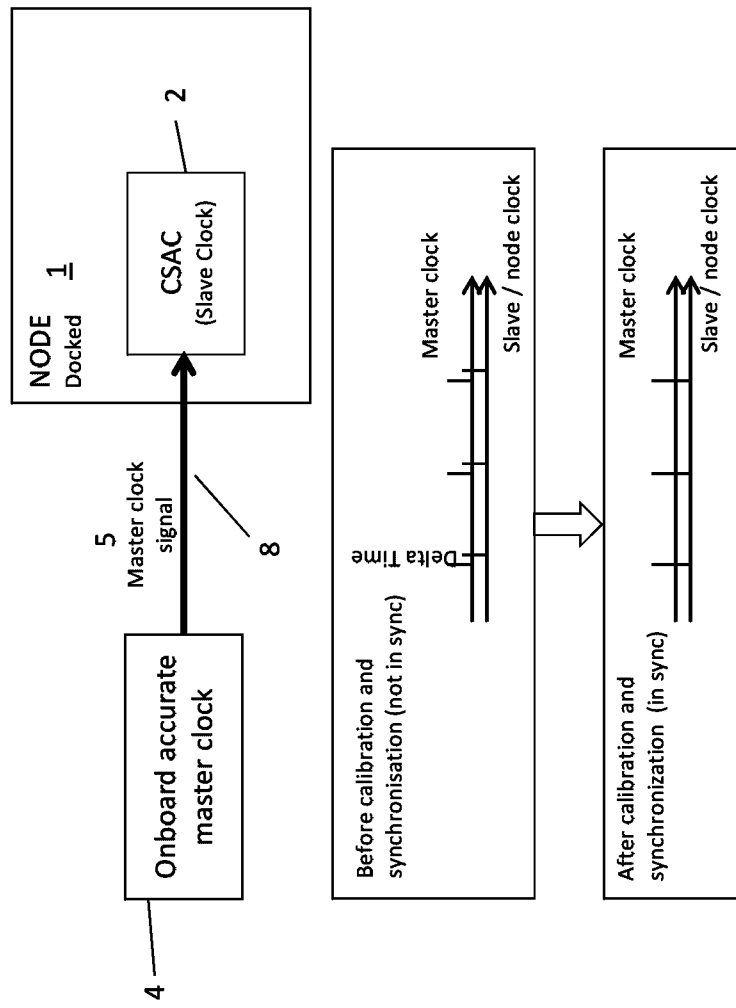 4
Onboard accurate
master clock
5
Master clock
signal
8
NODE 1
Docked
CSAC
(Slave Clock)
2
Before calibration and
synchronisation (not in sync)
Delta Time
Master clock
Slave / node clock
After calibration and
synchronization (in sync)
Master clock
Slave / node clock